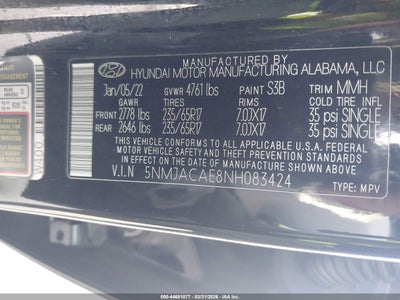 MANUFACTURED BY
HYUNDAI MOTOR MANUFACTURING ALABAMA, LLC
Jan/05/22 GVWR 4761 lbs PAINT S3B TRIM MMH
GAWR TIRES RIMS COLD TIRE INFLATION
FRONT 2778 lbs 235/65R17 7.0JX17 35 psi SINGLE
REAR 2646 lbs 235/65R17 7.0JX17 35 psi SINGLE
THIS VEHICLE CONFORMS TO ALL APPLICABLE U.S.A. FEDERAL
MOTOR VEHICLE SAFETY, BUMPER, AND THEFT PREVENTION
STANDARDS IN EFFECT ON THE DATE OF MANUFACTURE SHOWN ABOVE.
V.I.N 5NMJACAE8NH083424
TYPE: MPV
000-44681077 - 03/31/2026 - © IAA, Inc.